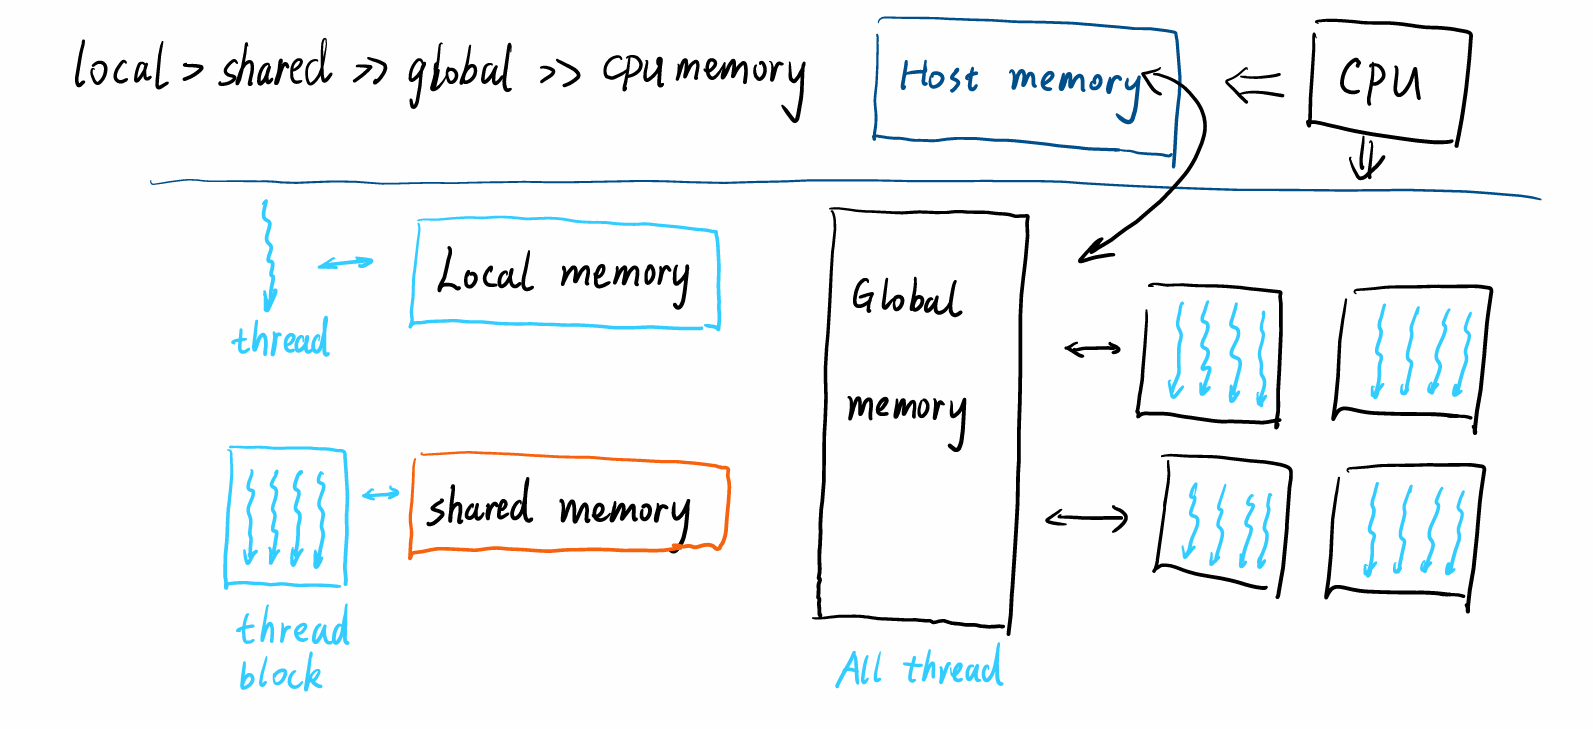 local > shared >> global >> cpu memory
Host memory
CPU
Local memory
thread
Global
memory
shared memory
thread
block
All thread